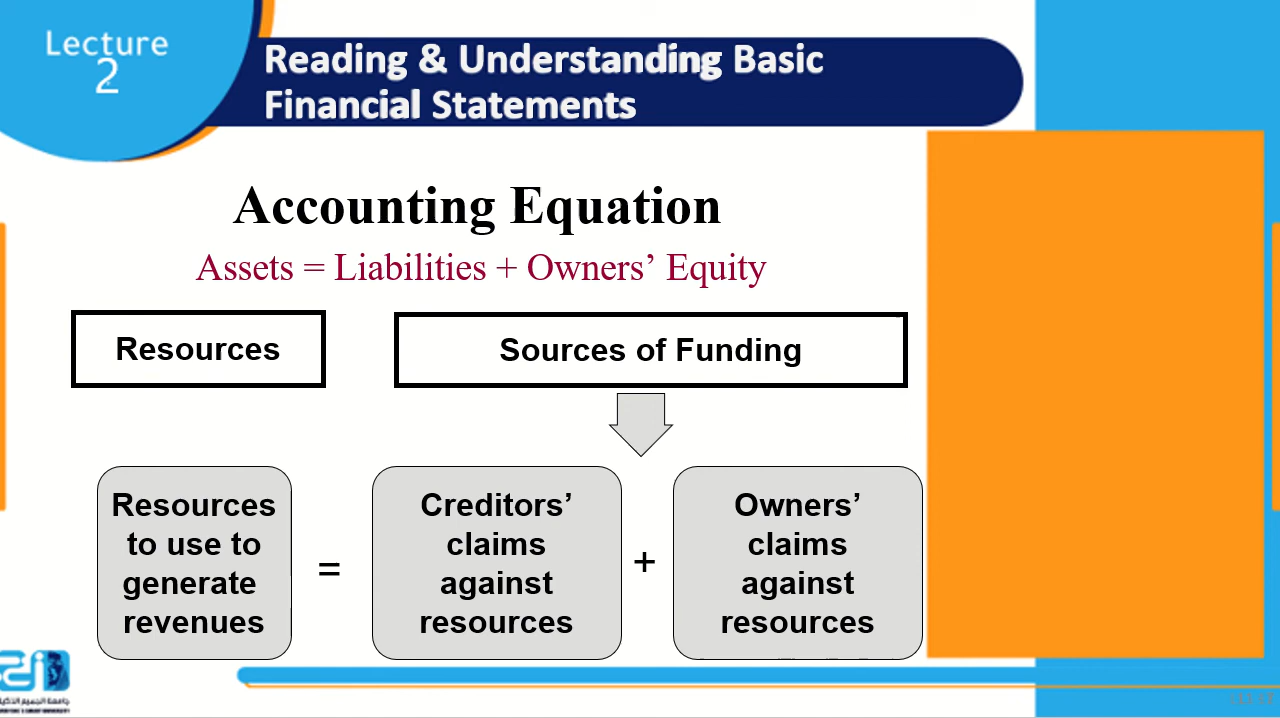 Lecture
2
Reading & Understanding Basic
Financial Statements
Accounting Equation
Assets = Liabilities + Owners’ Equity
Resources
Sources of Funding
Resources
to use to
generate
revenues
=
Creditors’
claims
against
resources
+
Owners’
claims
against
resources